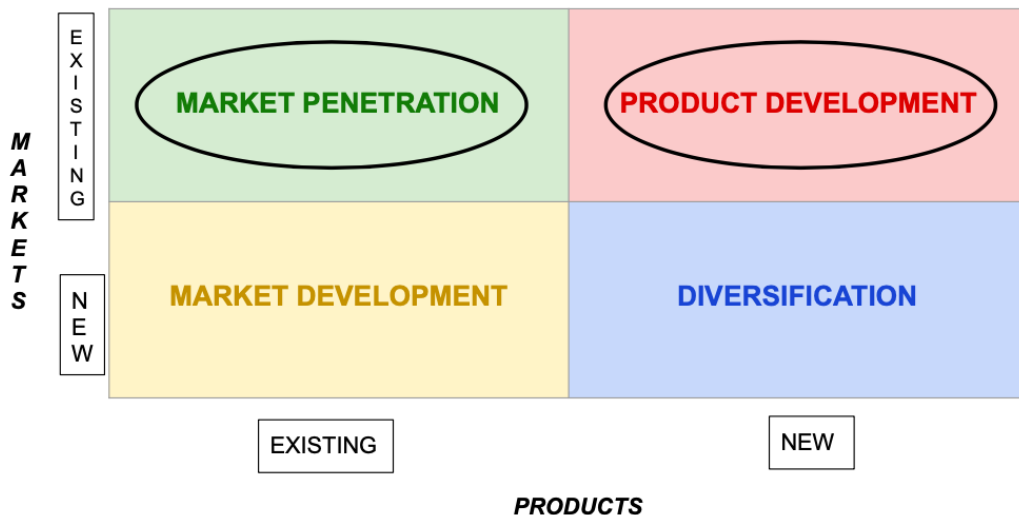 EXISTING
MARKET PENETRATION
PRODUCT DEVELOPMENT
MARKETS
NEW
MARKET DEVELOPMENT
DIVERSIFICATION
EXISTING
NEW
PRODUCTS